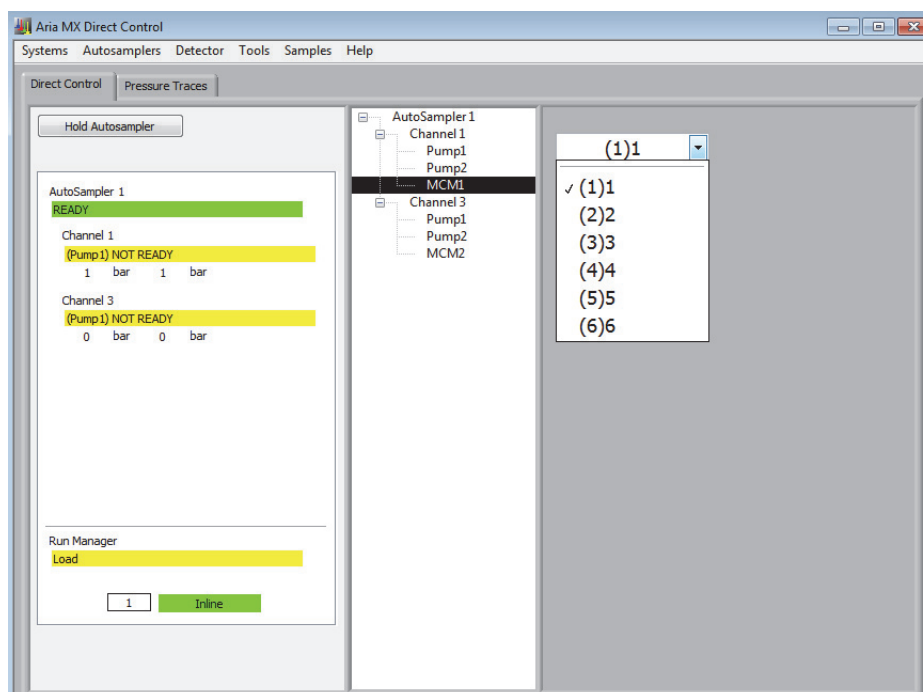 Aria MX Direct Control
Systems Autosamplers Detector Tools Samples Help
Direct Control Pressure Traces
Hold Autosampler
AutoSampler 1
READY
Channel 1
(Pump1) NOT READY
1 bar 1 bar
Channel 3
(Pump1) NOT READY
0 bar 0 bar
Run Manager
Load
1 Inline
AutoSampler 1
Channel 1
Pump1
Pump2
MCM1
Channel 3
Pump1
Pump2
MCM2
(1)1
✓ (1)1
(2)2
(3)3
(4)4
(5)5
(6)6